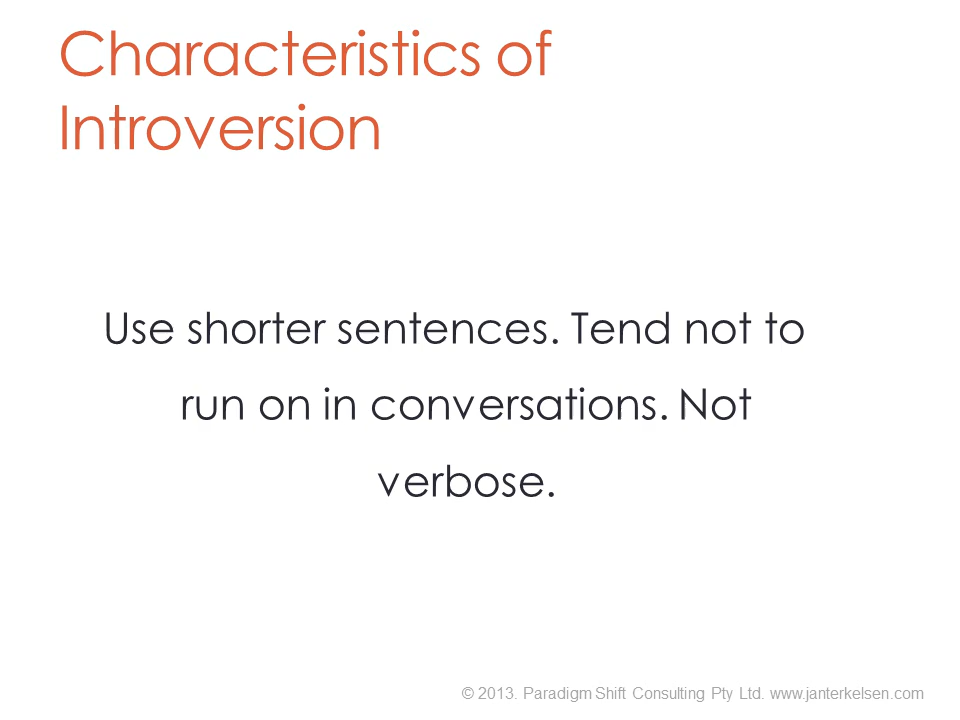 Characteristics of
Introversion
Use shorter sentences. Tend not to
run on in conversations. Not
verbose.
© 2013. Paradigm Shift Consulting Pty Ltd. www.janterkelsen.com